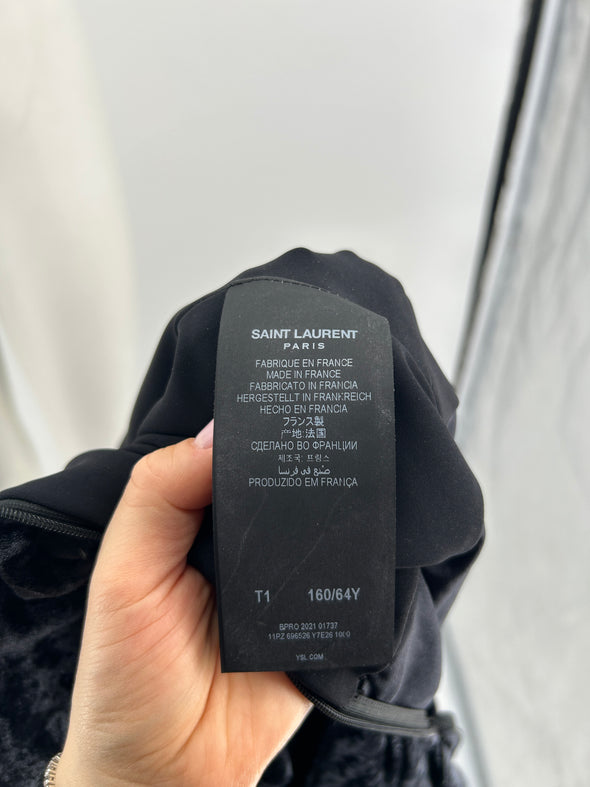 SAINT LAURENT
PARIS
FABRIQUE EN FRANCE
MADE IN FRANCE
FABBRICATO IN FRANCIA
HERGESTELLT IN FRANKREICH
HECHO EN FRANCIA
フランス製
产地:法国
СДЕЛАНО ВО ФРАНЦИИ
제조국: 프랑스
صنع في فرنسا
PRODUZIDO EM FRANÇA
T1 160/64Y
BPRO 2021 01737
11PZ 696526 Y7E26 1000
YSL.COM